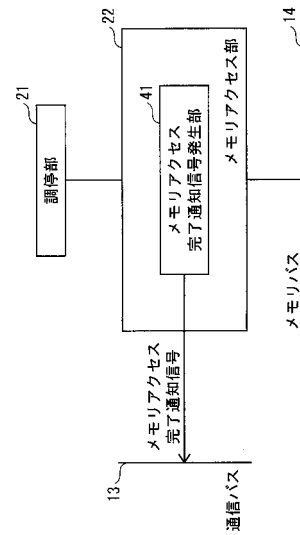 21
調停部
22
41
メモリアクセス
完了通知信号発生部
メモリアクセス部
メモリアクセス
完了通知信号
13
通信バス
メモリバス
14